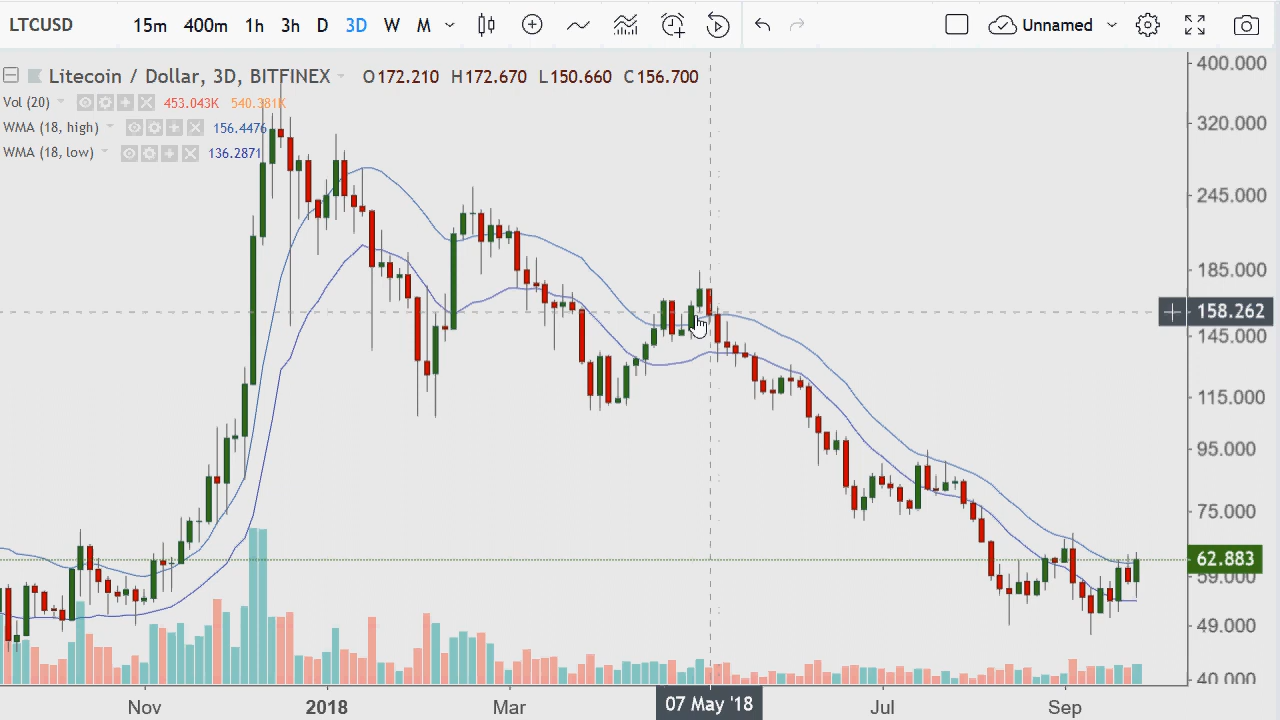 LTCUSD 15m 400m 1h 3h D 3D W M Unnamed
Litecoin / Dollar, 3D, BITFINEX O172.210 H172.670 L150.660 C156.700
Vol (20) 453.043K 540.381K
WMA (18, high) 156.4476
WMA (18, low) 136.2871
400.000
320.000
245.000
185.000
158.262
145.000
115.000
95.000
75.000
62.883
59.000
49.000
40.000
Nov 2018 Mar 07 May '18 Jul Sep